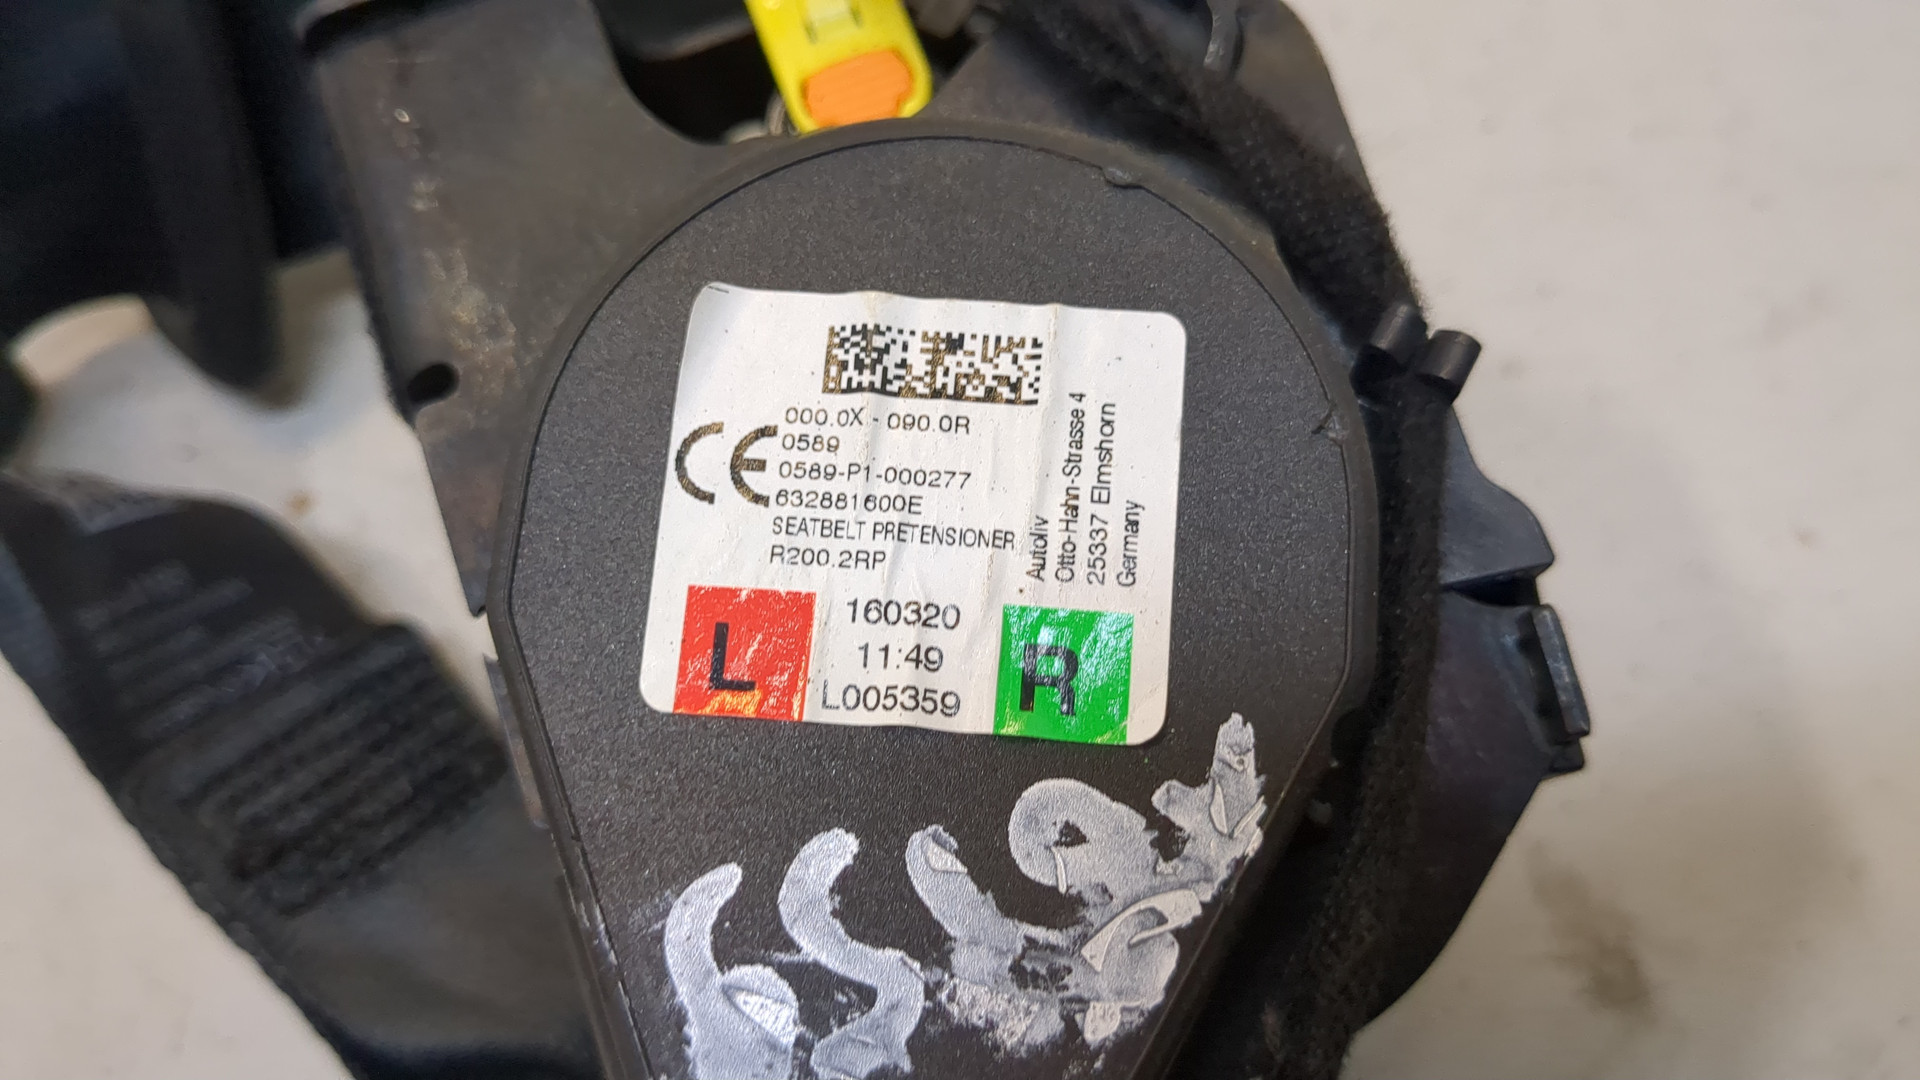 000.0X - 090.0R
CE
0589
0589-P1-000277
632881600E
SEATBELT PRETENSIONER
R200.2RP
Autoliv
Otto-Hahn-Strasse 4
25337 Elmshorn
Germany
L
160320
11:49
L005359
R